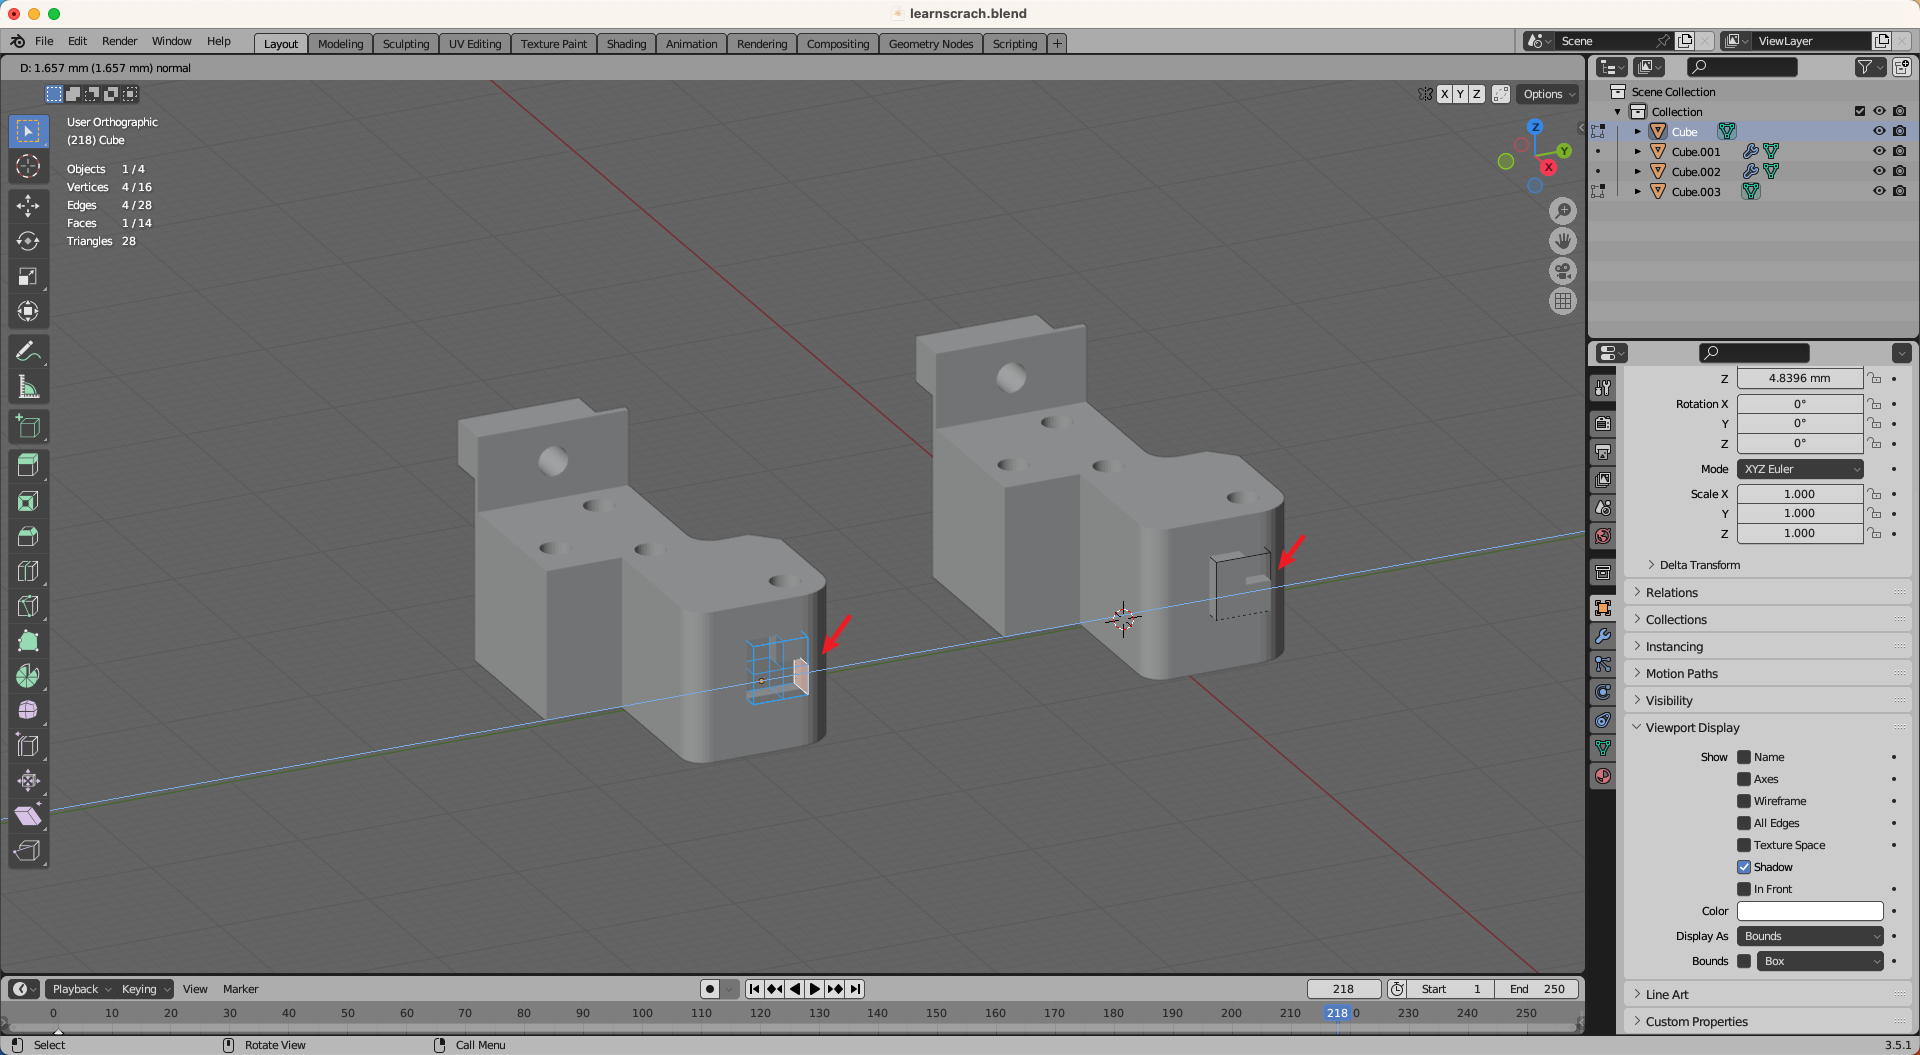 learnscrach.blend
File Edit Render Window Help Layout Modeling Sculpting UV Editing Texture Paint Shading Animation Rendering Compositing Geometry Nodes Scripting + Scene ViewLayer
D: 1.657 mm (1.657 mm) normal
X Y Z Options
User Orthographic
(218) Cube
Objects 1 / 4
Vertices 4 / 16
Edges 4 / 28
Faces 1 / 14
Triangles 28
Z
Y
X
Scene Collection
Collection
Cube
Cube.001
Cube.002
Cube.003
Z 4.8396 mm
Rotation X 0°
Y 0°
Z 0°
Mode XYZ Euler
Scale X 1.000
Y 1.000
Z 1.000
Delta Transform
Relations
Collections
Instancing
Motion Paths
Visibility
Viewport Display
Show Name
Axes
Wireframe
All Edges
Texture Space
Shadow
In Front
Color
Display As Bounds
Bounds Box
Line Art
Custom Properties
Playback Keying View Marker 218 Start 1 End 250
0 10 20 30 40 50 60 70 80 90 100 110 120 130 140 150 160 170 180 190 200 210 218 0 230 240 250
Select Rotate View Call Menu 3.5.1